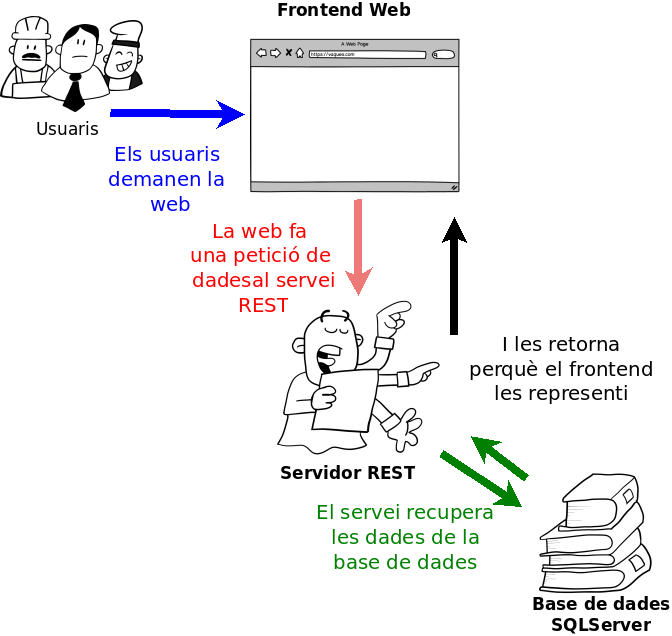 Frontend Web
A Web Page
https://vaques.com
Usuaris
Els usuaris
demanen la
web
La web fa
una petició de
dadesal servei
REST
I les retorna
perquè el frontend
les representi
Servidor REST
El servei recupera
les dades de la
base de dades
Base de dades
SQLServer